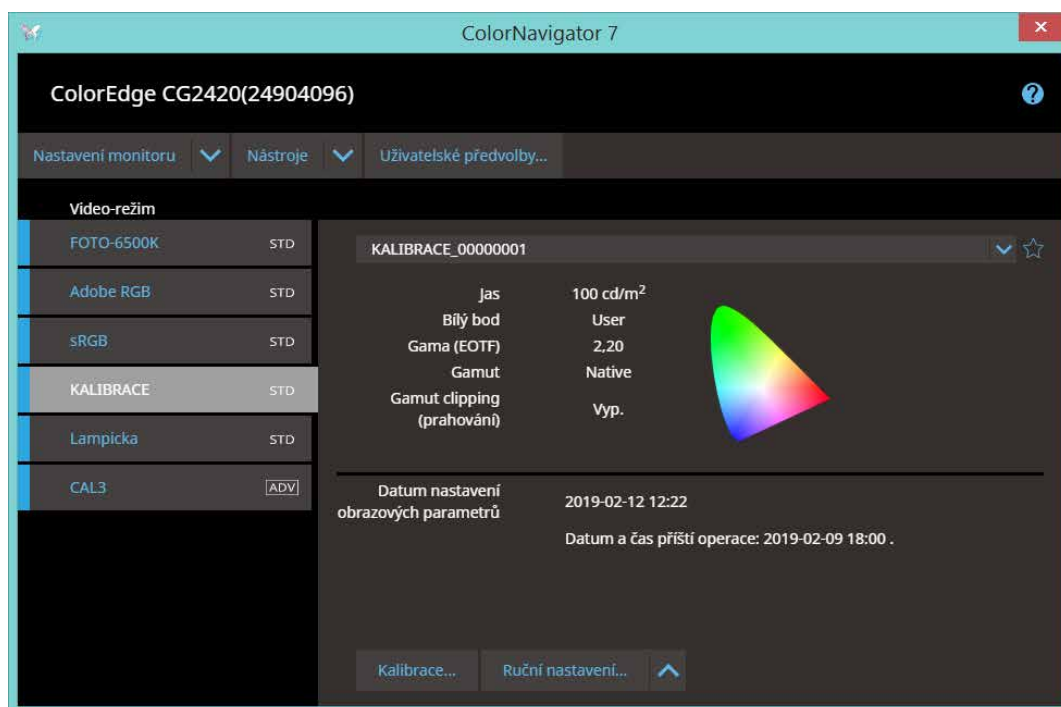 ColorNavigator 7
ColorEdge CG2420(24904096)
Nastavení monitoru Nástroje Uživatelské předvolby...
Video-režim
FOTO-6500K STD
Adobe RGB STD
sRGB STD
KALIBRACE STD
Lampicka STD
CAL3 ADV
KALIBRACE_00000001
Jas 100 cd/m²
Bílý bod User
Gama (EOTF) 2,20
Gamut Native
Gamut clipping
(prahování) Vyp.
Datum nastavení
obrazových parametrů 2019-02-12 12:22
Datum a čas příští operace: 2019-02-09 18:00 .
Kalibrace... Ruční nastavení...